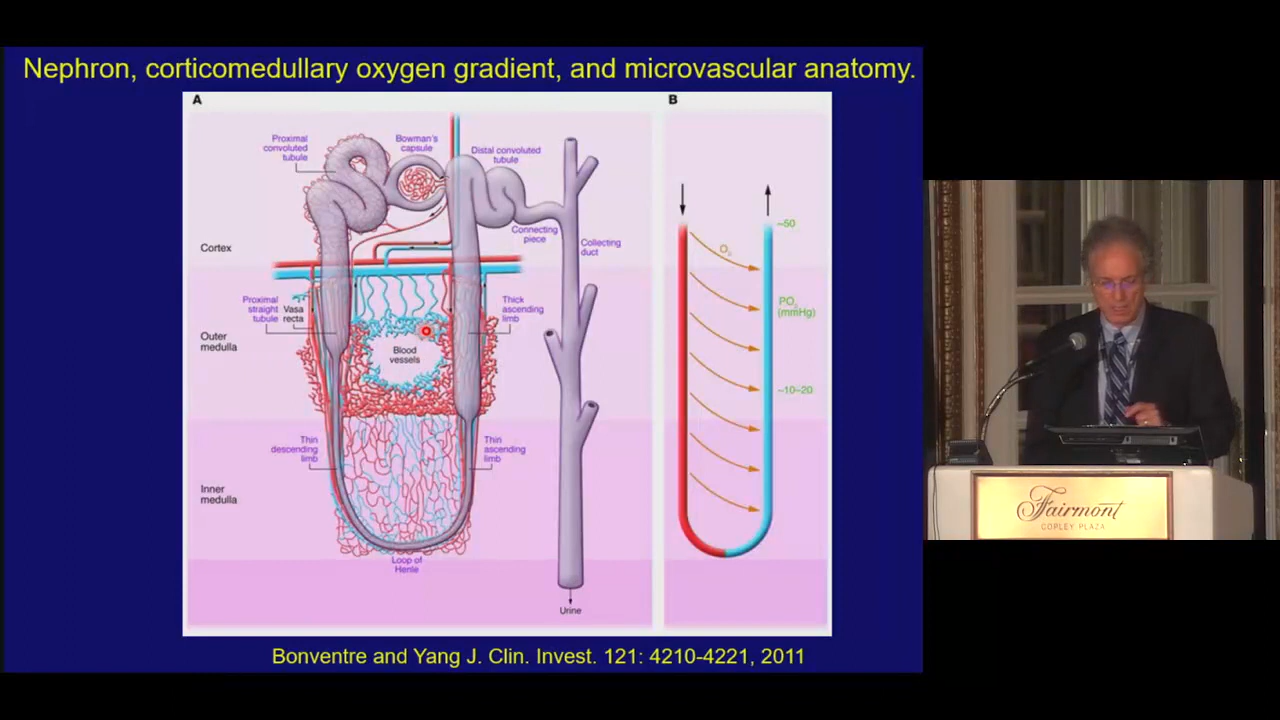 Nephron, corticomedullary oxygen gradient, and microvascular anatomy.
A
B
Proximal
convoluted
tubule
Bowman's
capsule
Distal convoluted
tubule
Connecting
piece
Collecting
duct
Cortex
Proximal
straight
tubule
Vasa
recta
Thick
ascending
limb
Outer
medulla
Blood
vessels
Thin
descending
limb
Thin
ascending
limb
Inner
medulla
Loop of
Henle
Urine
O₂
~50
PO₂
(mmHg)
~10–20
Bonventre and Yang J. Clin. Invest. 121: 4210-4221, 2011
Fairmont
COPLEY PLAZA